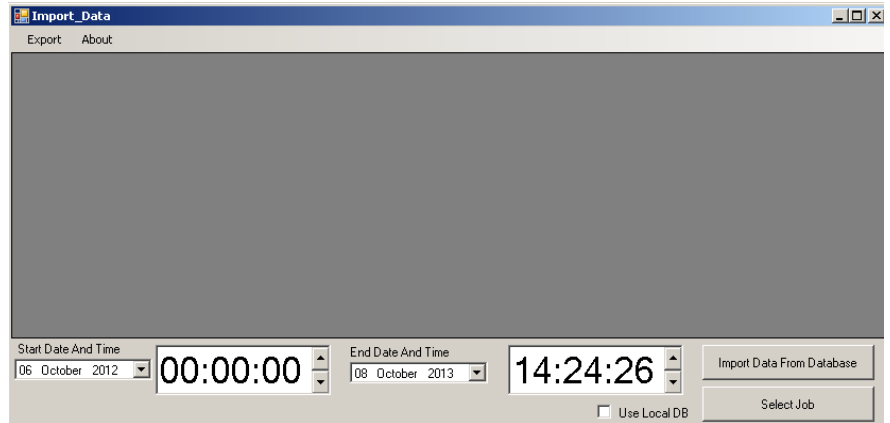 Import_Data
Export About
Start Date And Time
06 October 2012
00:00:00
End Date And Time
08 October 2013
14:24:26
Import Data From Database
Use Local DB
Select Job